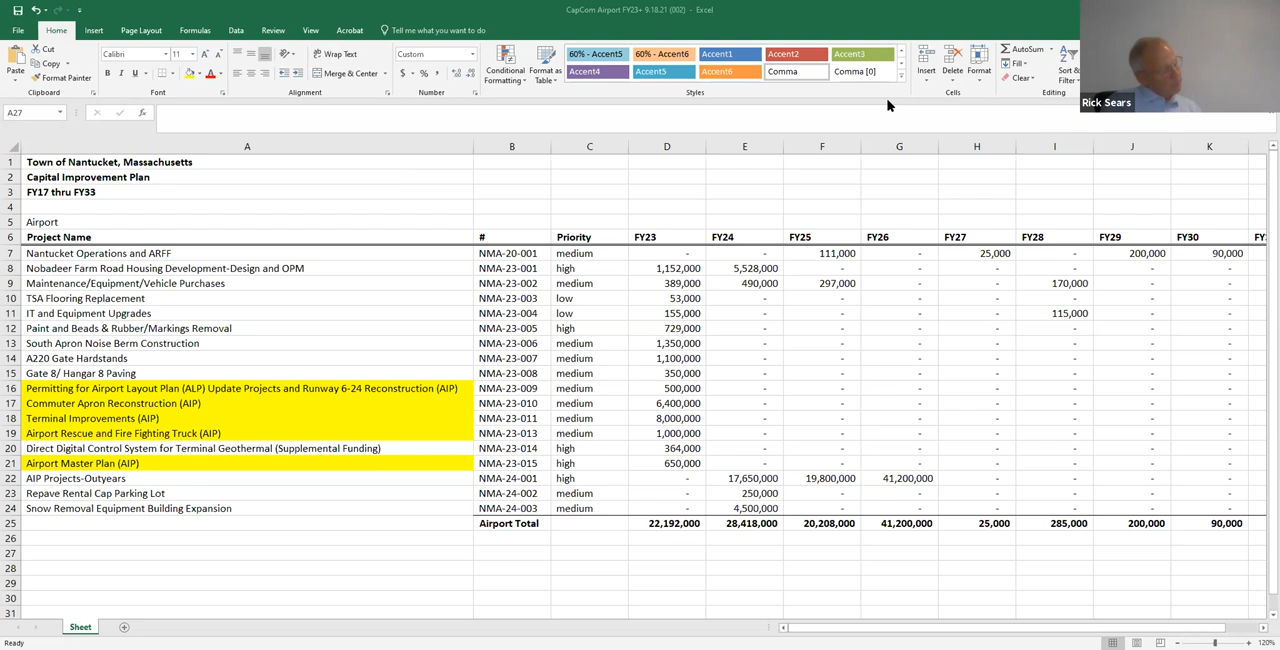 CapCom Airport FY23+ 9.18.21 (002) - Excel
File Home Insert Page Layout Formulas Data Review View Acrobat Tell me what you want to do
Cut Calibri 11 Wrap Text Custom 60% - Accent5 60% - Accent6 Accent1 Accent2 Accent3 AutoSum
Copy Fill
Paste Format Painter B I U Merge & Center $ % , Conditional Formatting Format as Table Accent4 Accent5 Accent6 Comma Comma [0] Insert Delete Format Clear Sort & Filter
Clipboard Font Alignment Number Styles Cells Editing
Rick Sears
A27 fx
A B C D E F G H I J K
1 Town of Nantucket, Massachusetts
2 Capital Improvement Plan
3 FY17 thru FY33
4
5 Airport
6 Project Name # Priority FY23 FY24 FY25 FY26 FY27 FY28 FY29 FY30
7 Nantucket Operations and ARFF NMA-20-001 medium - - 111,000 - 25,000 - 200,000 90,000
8 Nobadeer Farm Road Housing Development-Design and OPM NMA-23-001 high 1,152,000 5,528,000 - - - - - -
9 Maintenance/Equipment/Vehicle Purchases NMA-23-002 medium 389,000 490,000 297,000 - - 170,000 - -
10 TSA Flooring Replacement NMA-23-003 low 53,000 - - - - - - -
11 IT and Equipment Upgrades NMA-23-004 low 155,000 - - - - 115,000 - -
12 Paint and Beads & Rubber/Markings Removal NMA-23-005 high 729,000 - - - - - - -
13 South Apron Noise Berm Construction NMA-23-006 medium 1,350,000 - - - - - - -
14 A220 Gate Hardstands NMA-23-007 medium 1,100,000 - - - - - - -
15 Gate 8/ Hangar 8 Paving NMA-23-008 medium 350,000 - - - - - - -
16 Permitting for Airport Layout Plan (ALP) Update Projects and Runway 6-24 Reconstruction (AIP) NMA-23-009 medium 500,000 - - - - - - -
17 Commuter Apron Reconstruction (AIP) NMA-23-010 medium 6,400,000 - - - - - - -
18 Terminal Improvements (AIP) NMA-23-011 medium 8,000,000 - - - - - - -
19 Airport Rescue and Fire Fighting Truck (AIP) NMA-23-013 medium 1,000,000 - - - - - - -
20 Direct Digital Control System for Terminal Geothermal (Supplemental Funding) NMA-23-014 high 364,000 - - - - - - -
21 Airport Master Plan (AIP) NMA-23-015 high 650,000 - - - - - - -
22 AIP Projects-Outyears NMA-24-001 high - 17,650,000 19,800,000 41,200,000 - - - -
23 Repave Rental Cap Parking Lot NMA-24-002 medium - 250,000 - - - - - -
24 Snow Removal Equipment Building Expansion NMA-24-003 medium - 4,500,000 - - - - - -
25 Airport Total 22,192,000 28,418,000 20,208,000 41,200,000 25,000 285,000 200,000 90,000
26
27
28
29
30
31
Sheet
Ready 120%